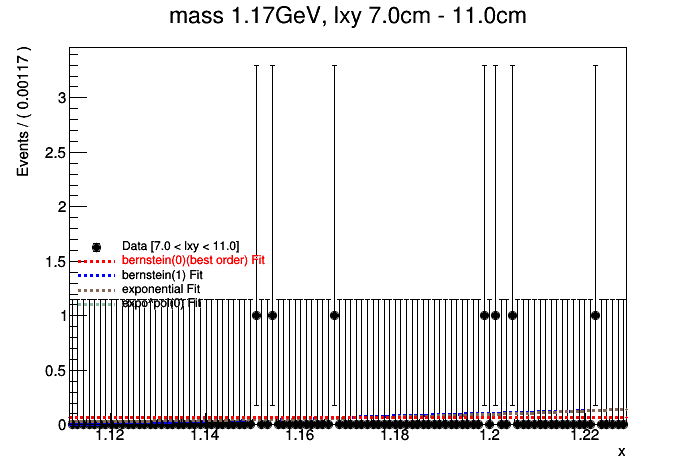 mass 1.17GeV, lxy 7.0cm - 11.0cm
Events / ( 0.00117 )
3
2.5
2
1.5
1
0.5
0
Data [7.0 < lxy < 11.0]
bernstein(0)(best order) Fit
bernstein(1) Fit
exponential Fit
expo*pol(0) Fit
1.12 1.14 1.16 1.18 1.2 1.22
x